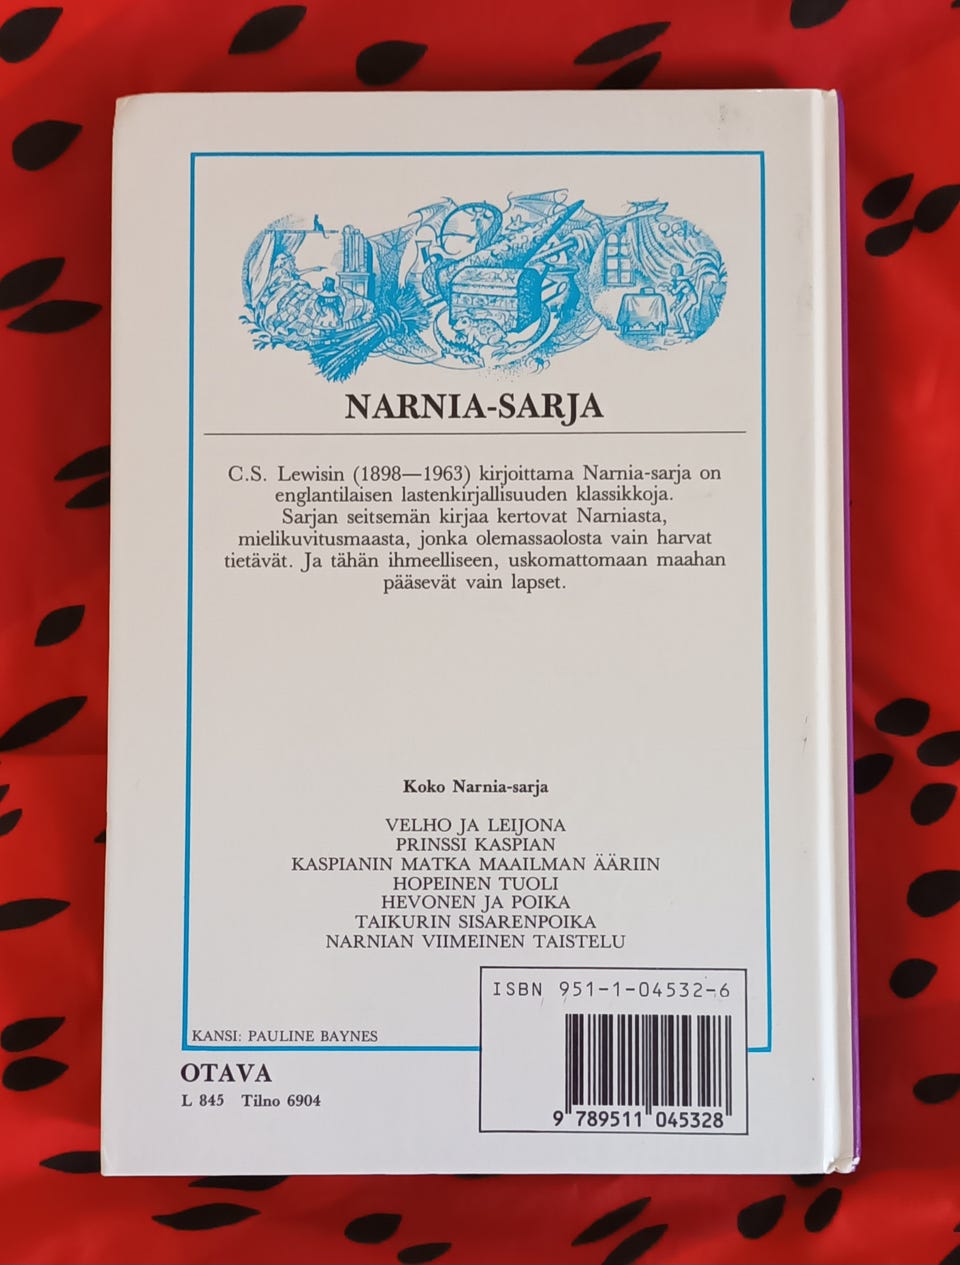 NARNIA-SARJA
C.S. Lewisin (1898—1963) kirjoittama Narnia-sarja on
englantilaisen lastenkirjallisuuden klassikkoja.
Sarjan seitsemän kirjaa kertovat Narniasta,
mielikuvitusmaasta, jonka olemassaolosta vain harvat
tietävät. Ja tähän ihmeelliseen, uskomattomaan maahan
pääsevät vain lapset.
Koko Narnia-sarja
VELHO JA LEIJONA
PRINSSI KASPIAN
KASPIANIN MATKA MAAILMAN ÄÄRIIN
HOPEINEN TUOLI
HEVONEN JA POIKA
TAIKURIN SISARENPOIKA
NARNIAN VIIMEINEN TAISTELU
KANSI: PAULINE BAYNES
OTAVA
L 845 Tilno 6904
ISBN 951-1-04532-6
9 789511 045328